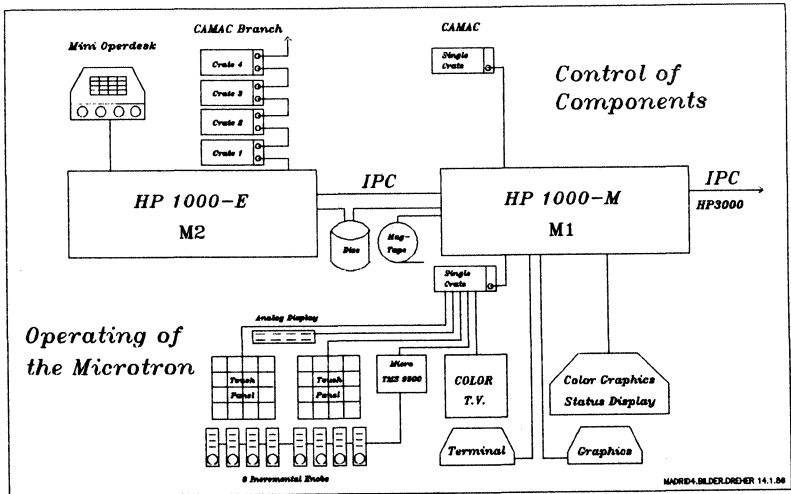 CAMAC Branch
CAMAC
Mini Operdesk
Crate 4
Crate 3
Crate 2
Crate 1
Single
Crate
Control of
Components
HP 1000-E
M2
IPC
HP 1000-M
M1
IPC
HP3000
Disc
Mag-
Tape
Single
Crate
Operating of
the Microtron
Analog Display
Touch
Panel
Touch
Panel
Micro
TMS 9900
COLOR
T.V.
Color Graphics
Status Display
Terminal
Graphics
8 Incremental Knobs
MADRID4.BILDER.DREHER 14.1.86